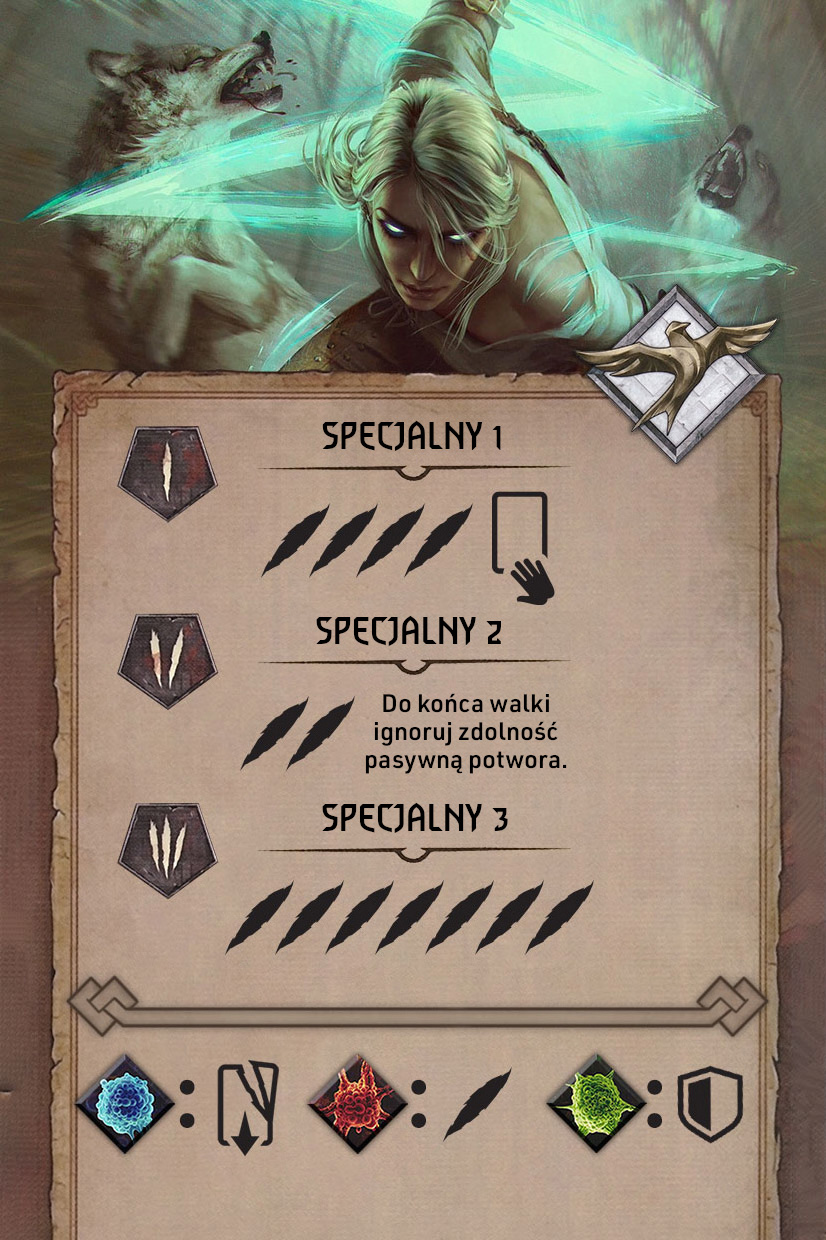 SPECJALNY 1
SPECJALNY 2
Do końca walki
ignoruj zdolność
pasywną potwora.
SPECJALNY 3
:
:
: